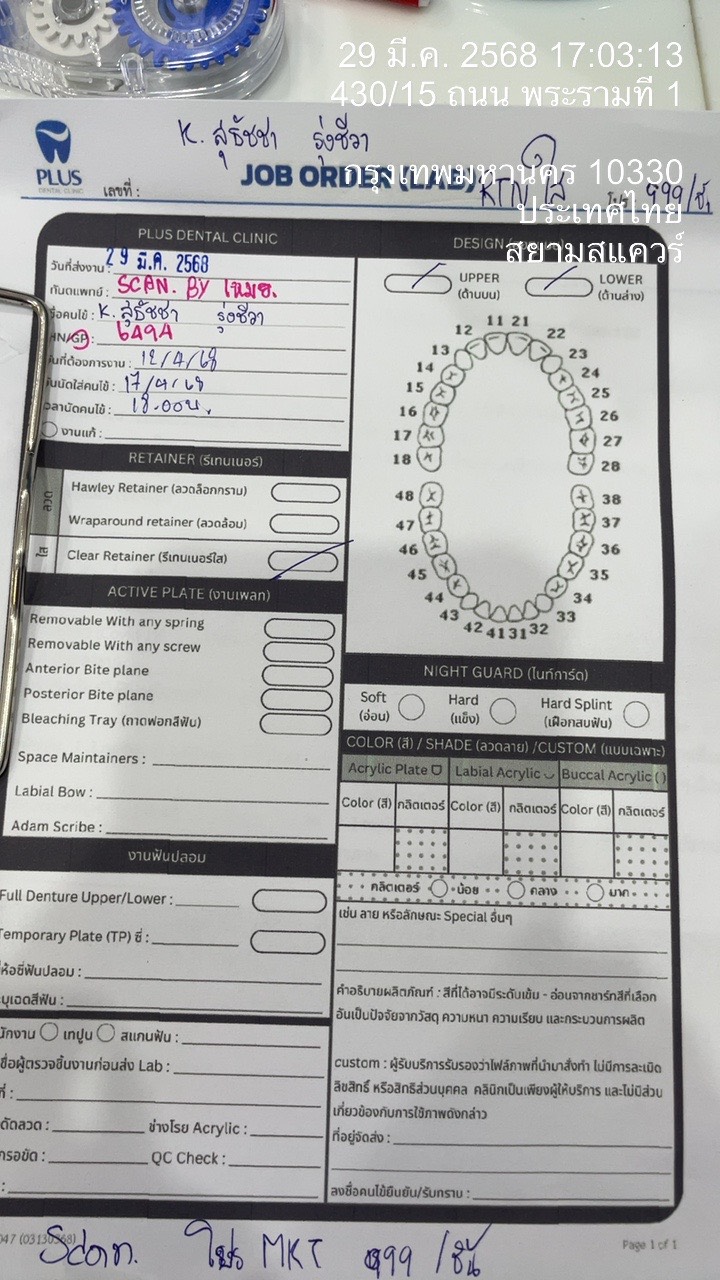 29 มี.ค. 2568 17:03:13
430/15 ถนน พระรามที่ 1
กรุงเทพมหานคร 10330
ประเทศไทย
สยามสแควร์
K. สุธัชชา รุ่งชีวา
PLUS
DENTAL CLINIC
เลขที่ :
JOB ORDER (LAB)
RTN ใส โปร 999/ชิ้น
PLUS DENTAL CLINIC
วันที่ส่งงาน : 29 มี.ค. 2568
ทันตแพทย์ : SCAN. BY
ชื่อคนไข้ : K. สุธัชชา รุ่งชีวา
HN/GP : 6494
วันที่ต้องการงาน : 12/4/68
วันนัดใส่คนไข้ : 17/4/68
เวลานัดคนไข้ : 18.00น.
งานแก้ :
RETAINER (รีเทนเนอร์)
ลวด
Hawley Retainer (ลวดล็อกกราม)
Wraparound retainer (ลวดล้อม)
ใส
Clear Retainer (รีเทนเนอร์ใส)
ACTIVE PLATE (งานเพลท)
Removable With any spring
Removable With any screw
Anterior Bite plane
Posterior Bite plane
Bleaching Tray (ถาดฟอกสีฟัน)
Space Maintainers :
Labial Bow :
Adam Scribe :
งานฟันปลอม
Full Denture Upper/Lower :
Temporary Plate (TP) ซี่ :
ยี่ห้อซี่ฟันปลอม :
ระบุเฉดสีฟัน :
พนักงาน เทปูน สแกนฟัน :
ชื่อผู้ตรวจชิ้นงานก่อนส่ง Lab :
ที่ :
ดัดลวด : ช่างโรย Acrylic :
กรอขัด : QC Check :
DESIGN
UPPER (ด้านบน)
LOWER (ด้านล่าง)
11 21
12 22
13 23
14 24
15 25
16 26
17 27
18 28
48 38
47 37
46 36
45 35
44 34
43 33
42 41 31 32
NIGHT GUARD (ไนท์การ์ด)
Soft (อ่อน)
Hard (แข็ง)
Hard Splint (เฝือกสบฟัน)
COLOR (สี) / SHADE (ลวดลาย) /CUSTOM (แบบเฉพาะ)
Acrylic Plate Labial Acrylic Buccal Acrylic ( )
Color (สี) กลิตเตอร์ Color (สี) กลิตเตอร์ Color (สี) กลิตเตอร์
กลิตเตอร์ น้อย กลาง มาก
เช่น ลาย หรือลักษณะ Special อื่นๆ
คำอธิบายผลิตภัณฑ์ : สีที่ได้อาจมีระดับเข้ม - อ่อนจากชาร์ทสีที่เลือก
อันเป็นปัจจัยจากวัสดุ ความหนา ความเรียบ และกระบวนการผลิต
custom : ผู้รับบริการรับรองว่าไฟล์ภาพที่นำมาสั่งทำ ไม่มีการละเมิด
ลิขสิทธิ์ หรือสิทธิส่วนบุคคล คลินิกเป็นเพียงผู้ให้บริการ และไม่มีส่วน
เกี่ยวข้องกับการใช้ภาพดังกล่าว
ที่อยู่จัดส่ง :
ลงชื่อคนไข้ยืนยัน/รับทราบ :
Page 1 of 1
Scan. โปร MKT 999 /ชิ้น